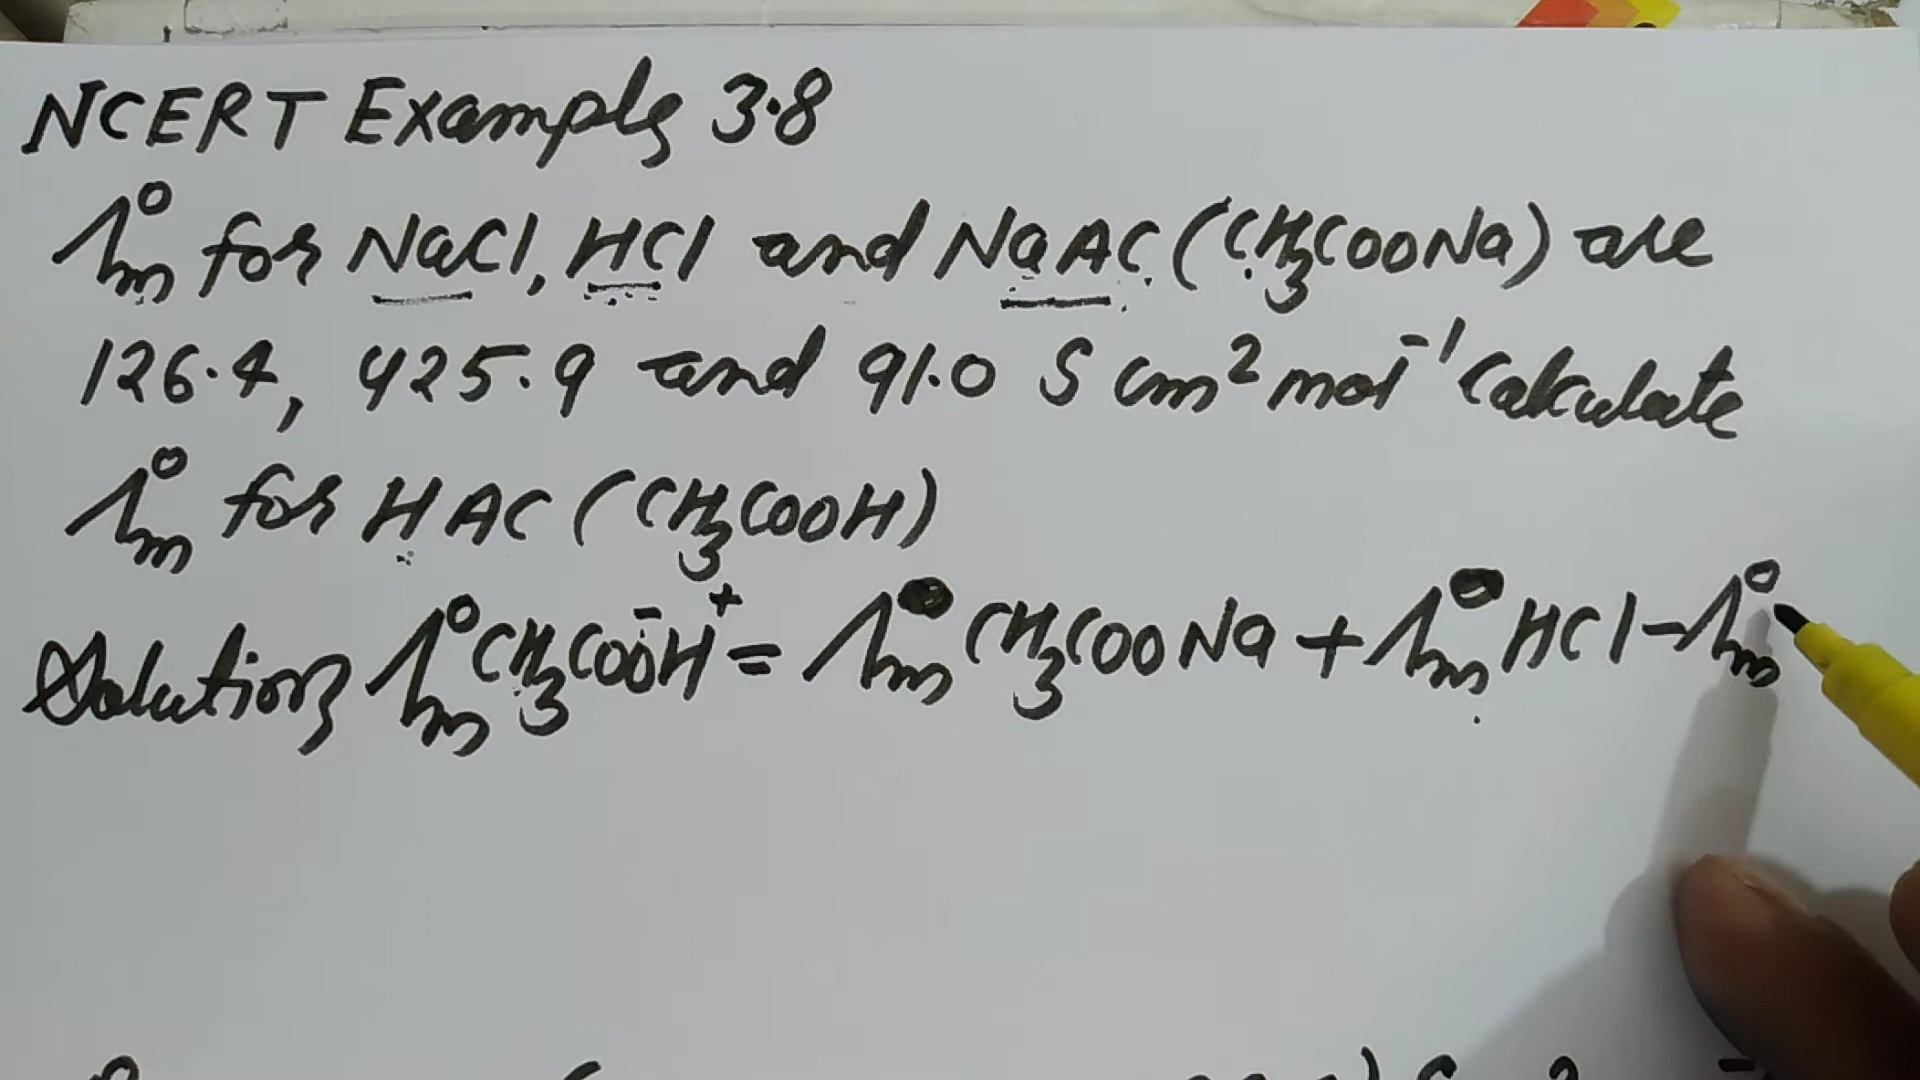 NCERT Example 3.8
Λ°m for NaCl, HCl and NaAC (CH3COONa) are
126.4, 425.9 and 91.0 S cm² mol⁻¹ Calculate
Λ°m for HAC (CH3COOH)
Solution, Λ°m CH3COO⁻H⁺ = Λ°m CH3COONa + Λ°m HCl - Λ°m